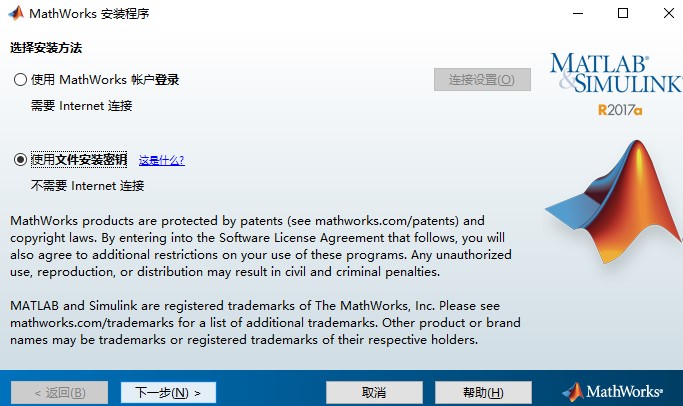 MathWorks 安装程序
选择安装方法
使用 MathWorks 帐户登录
连接设置(O)
需要 Internet 连接
MATLAB®
&SIMULINK®
R2017a
使用文件安装密钥 这是什么?
不需要 Internet 连接
MathWorks products are protected by patents (see mathworks.com/patents) and
copyright laws. By entering into the Software License Agreement that follows, you will
also agree to additional restrictions on your use of these programs. Any unauthorized
use, reproduction, or distribution may result in civil and criminal penalties.
MATLAB and Simulink are registered trademarks of The MathWorks, Inc. Please see
mathworks.com/trademarks for a list of additional trademarks. Other product or brand
names may be trademarks or registered trademarks of their respective holders.
< 返回(B) 下一步(N) > 取消 帮助(H) MathWorks®